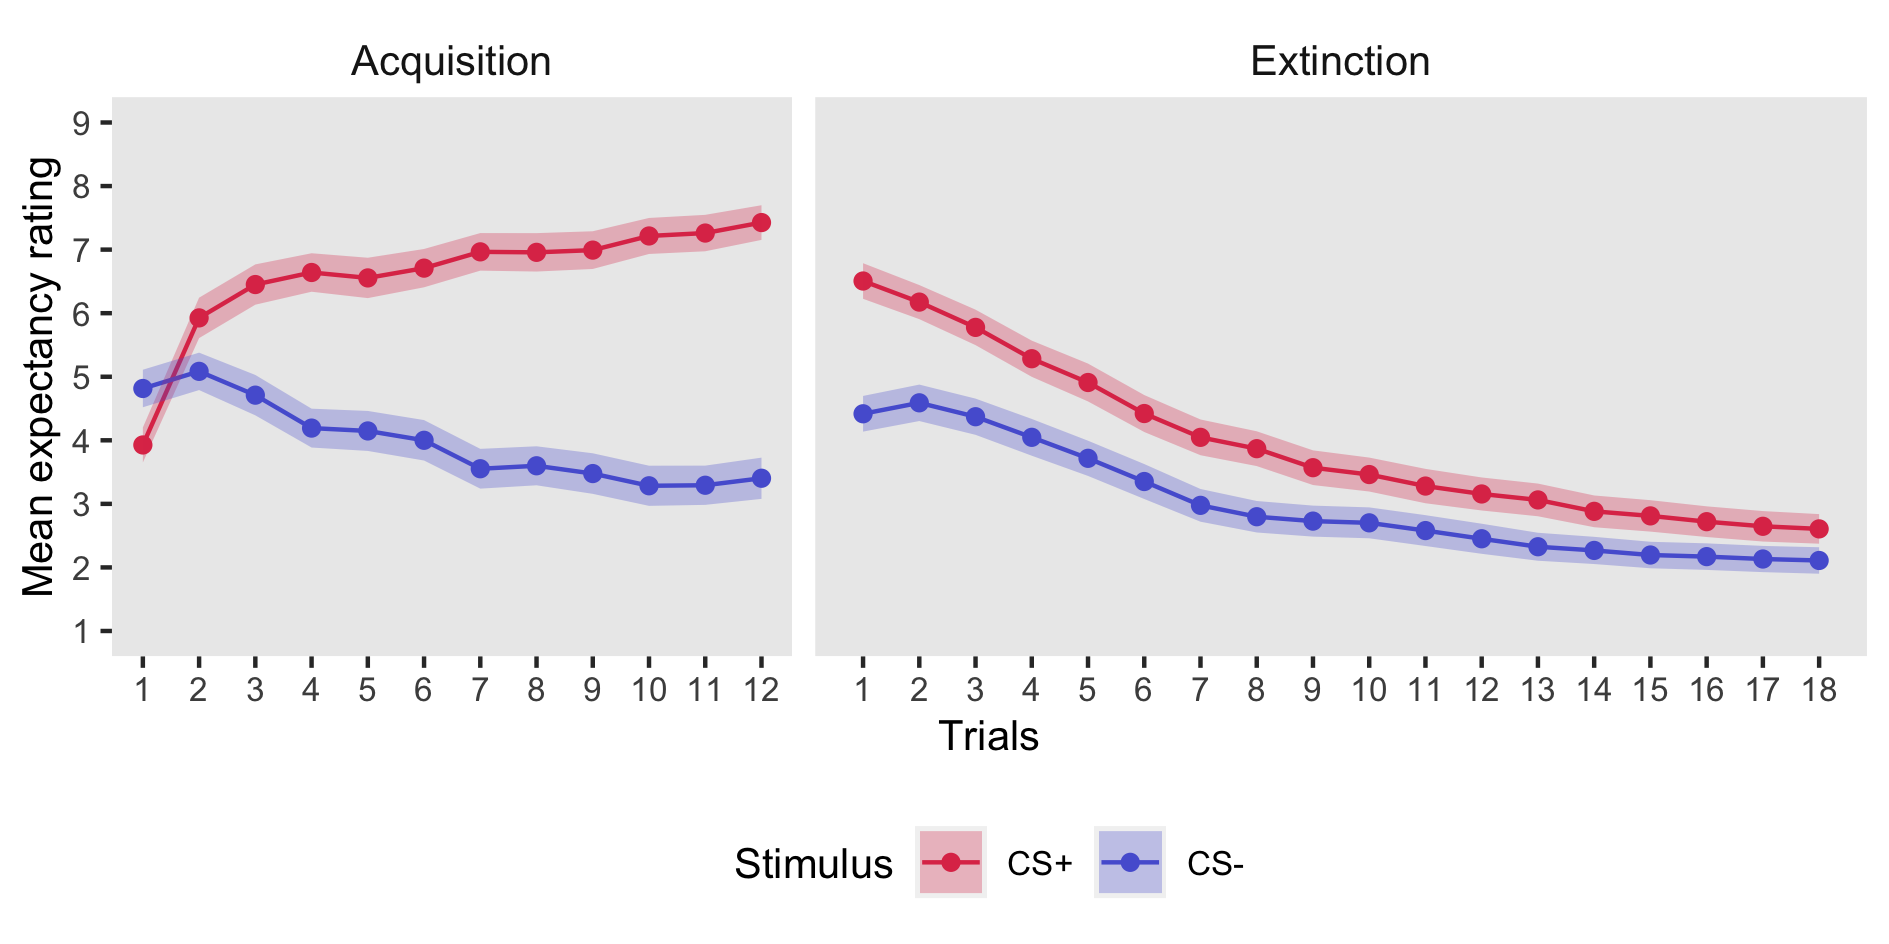 Acquisition Extinction
Mean expectancy rating
9
8
7
6
5
4
3
2
1
1 2 3 4 5 6 7 8 9 10 11 12 1 2 3 4 5 6 7 8 9 10 11 12 13 14 15 16 17 18
Trials
Stimulus CS+ CS-